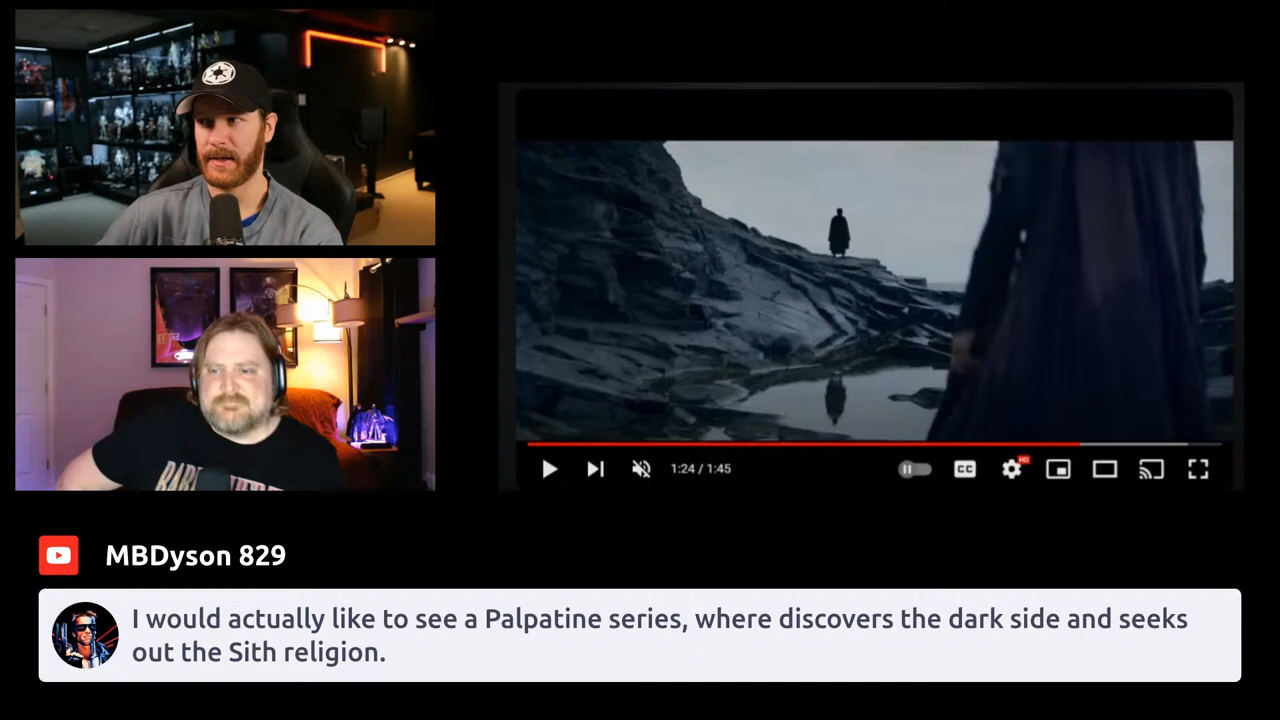 1:24 / 1:45
CC
HD
MBDyson 829
I would actually like to see a Palpatine series, where discovers the dark side and seeks
out the Sith religion.